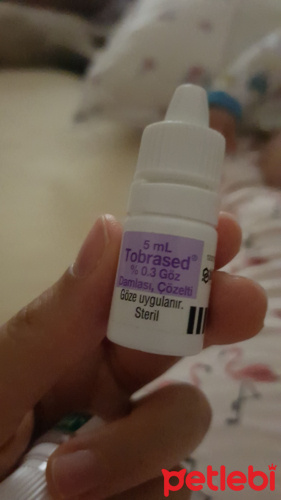 5 mL
Tobrased®
% 0.3 Göz
Damlası, Çözelti
Göze uygulanır.
Steril
petlebi